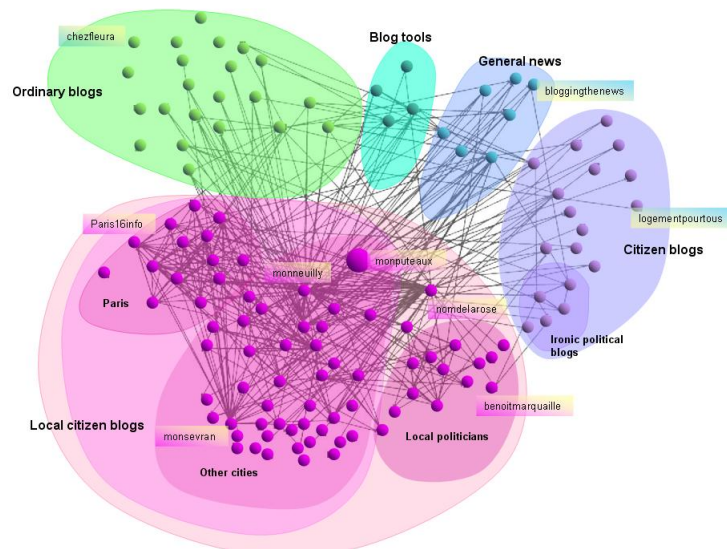 chezfleura
Blog tools
General news
Ordinary blogs
bloggingthenews
Paris16info
logementpourtous
Citizen blogs
monputeaux
monneuilly
Paris
nomdelarose
Ironic political
blogs
benoitmarquaille
Local citizen blogs
monsevran
Local politicians
Other cities